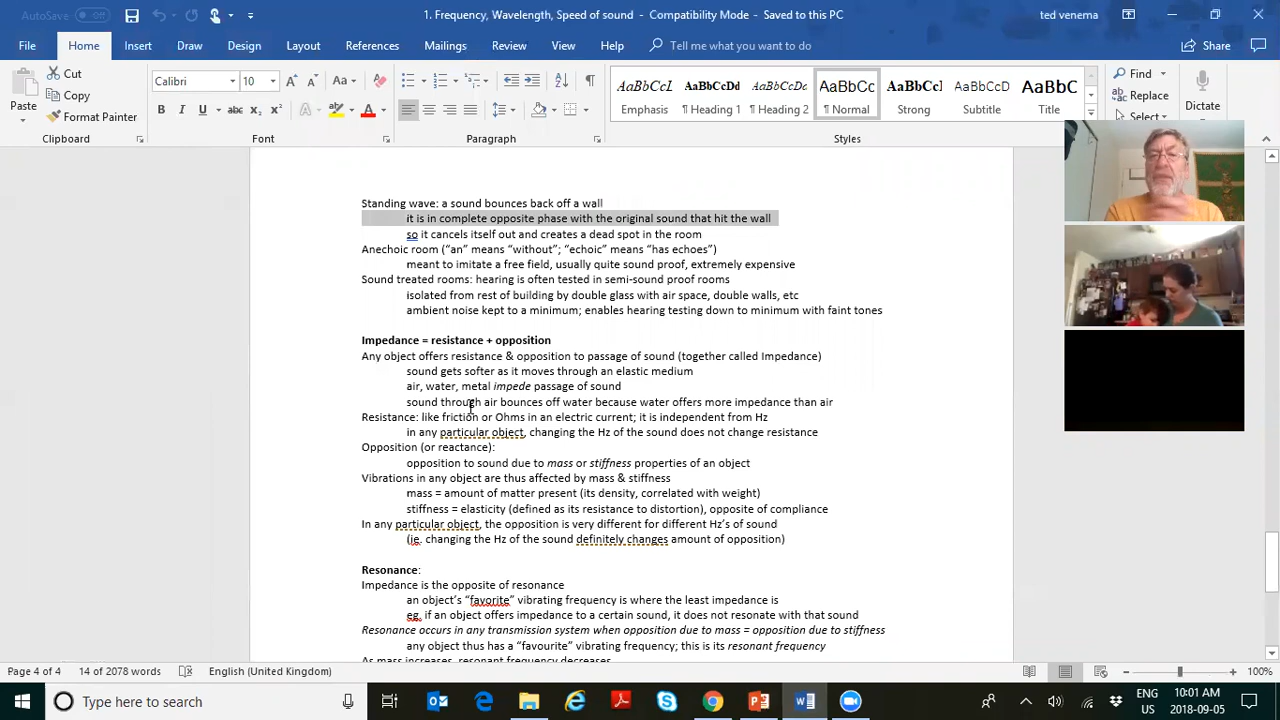 AutoSave Off
1. Frequency, Wavelength, Speed of sound - Compatibility Mode - Saved to this PC
ted venema
File Home Insert Draw Design Layout References Mailings Review View Help Tell me what you want to do Share
Paste
Cut
Copy
Format Painter
Calibri 10
AaBbCcL AaBbCcDd AaBbCcDd AaBbCc AaBbCcI AaBbCcD AaBbC
Emphasis ¶ Heading 1 ¶ Heading 2 ¶ Normal Strong Subtitle Title
Find
Replace
Select
Dictate
Clipboard Font Paragraph Styles
Standing wave: a sound bounces back off a wall
it is in complete opposite phase with the original sound that hit the wall
so it cancels itself out and creates a dead spot in the room
Anechoic room (“an” means “without”; “echoic” means “has echoes”)
meant to imitate a free field, usually quite sound proof, extremely expensive
Sound treated rooms: hearing is often tested in semi-sound proof rooms
isolated from rest of building by double glass with air space, double walls, etc
ambient noise kept to a minimum; enables hearing testing down to minimum with faint tones
Impedance = resistance + opposition
Any object offers resistance & opposition to passage of sound (together called Impedance)
sound gets softer as it moves through an elastic medium
air, water, metal impede passage of sound
sound through air bounces off water because water offers more impedance than air
Resistance: like friction or Ohms in an electric current; it is independent from Hz
in any particular object, changing the Hz of the sound does not change resistance
Opposition (or reactance):
opposition to sound due to mass or stiffness properties of an object
Vibrations in any object are thus affected by mass & stiffness
mass = amount of matter present (its density, correlated with weight)
stiffness = elasticity (defined as its resistance to distortion), opposite of compliance
In any particular object, the opposition is very different for different Hz’s of sound
(ie. changing the Hz of the sound definitely changes amount of opposition)
Resonance:
Impedance is the opposite of resonance
an object’s “favorite” vibrating frequency is where the least impedance is
eg. if an object offers impedance to a certain sound, it does not resonate with that sound
Resonance occurs in any transmission system when opposition due to mass = opposition due to stiffness
any object thus has a “favourite” vibrating frequency; this is its resonant frequency
As mass increases, resonant frequency decreases
Page 4 of 4 14 of 2078 words English (United Kingdom) 100%
Type here to search
ENG
US
10:01 AM
2018-09-05